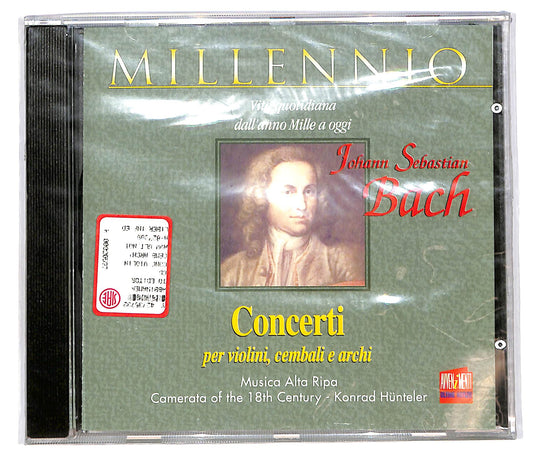 MILLENNIO
Vita quotidiana
dall'anno Mille a oggi
Johann Sebastian
Bach
Concerti
per violini, cembali e archi
Musica Alta Ripa
Camerata of the 18th Century - Konrad Hünteler
AVVENIMENTI